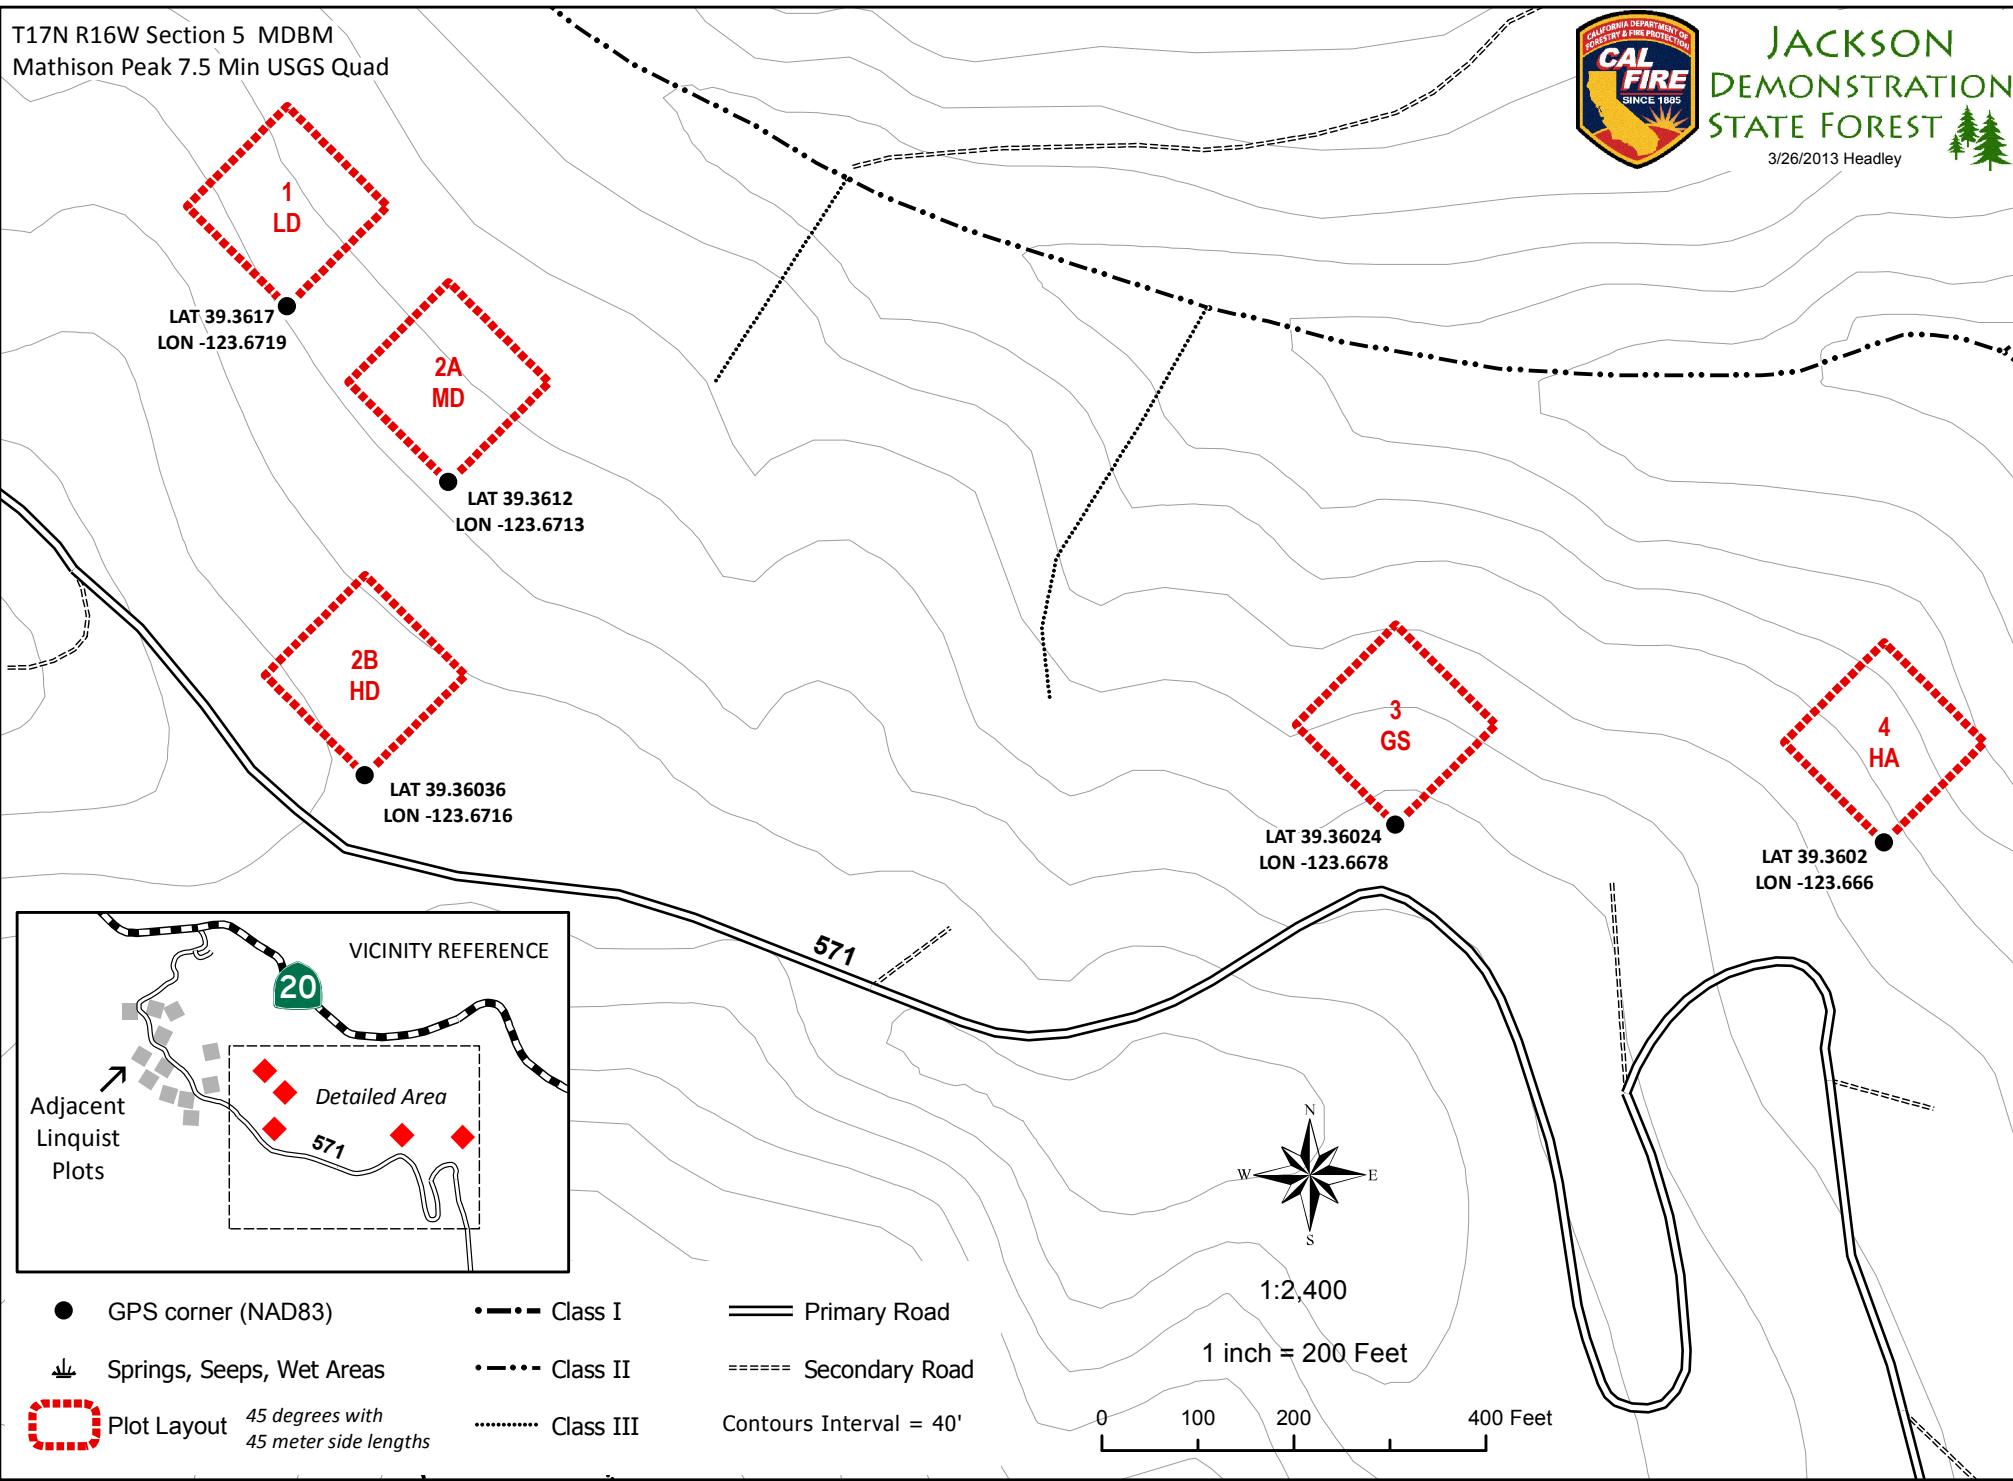 T17N R16W Section 5 MDBM
Mathison Peak 7.5 Min USGS Quad
CALIFORNIA DEPARTMENT OF
FORESTRY & FIRE PROTECTION
CAL
FIRE
SINCE 1885
JACKSON
DEMONSTRATION
STATE FOREST
3/26/2013 Headley
1
LD
LAT 39.3617
LON -123.6719
2A
MD
LAT 39.3612
LON -123.6713
2B
HD
LAT 39.36036
LON -123.6716
3
GS
LAT 39.36024
LON -123.6678
4
HA
LAT 39.3602
LON -123.666
571
VICINITY REFERENCE
20
Detailed Area
571
Adjacent
Linquist
Plots
N
W
E
S
1:2,400
1 inch = 200 Feet
0 100 200 400 Feet
GPS corner (NAD83)
Springs, Seeps, Wet Areas
Plot Layout
45 degrees with
45 meter side lengths
Class I
Class II
Class III
Primary Road
Secondary Road
Contours Interval = 40'